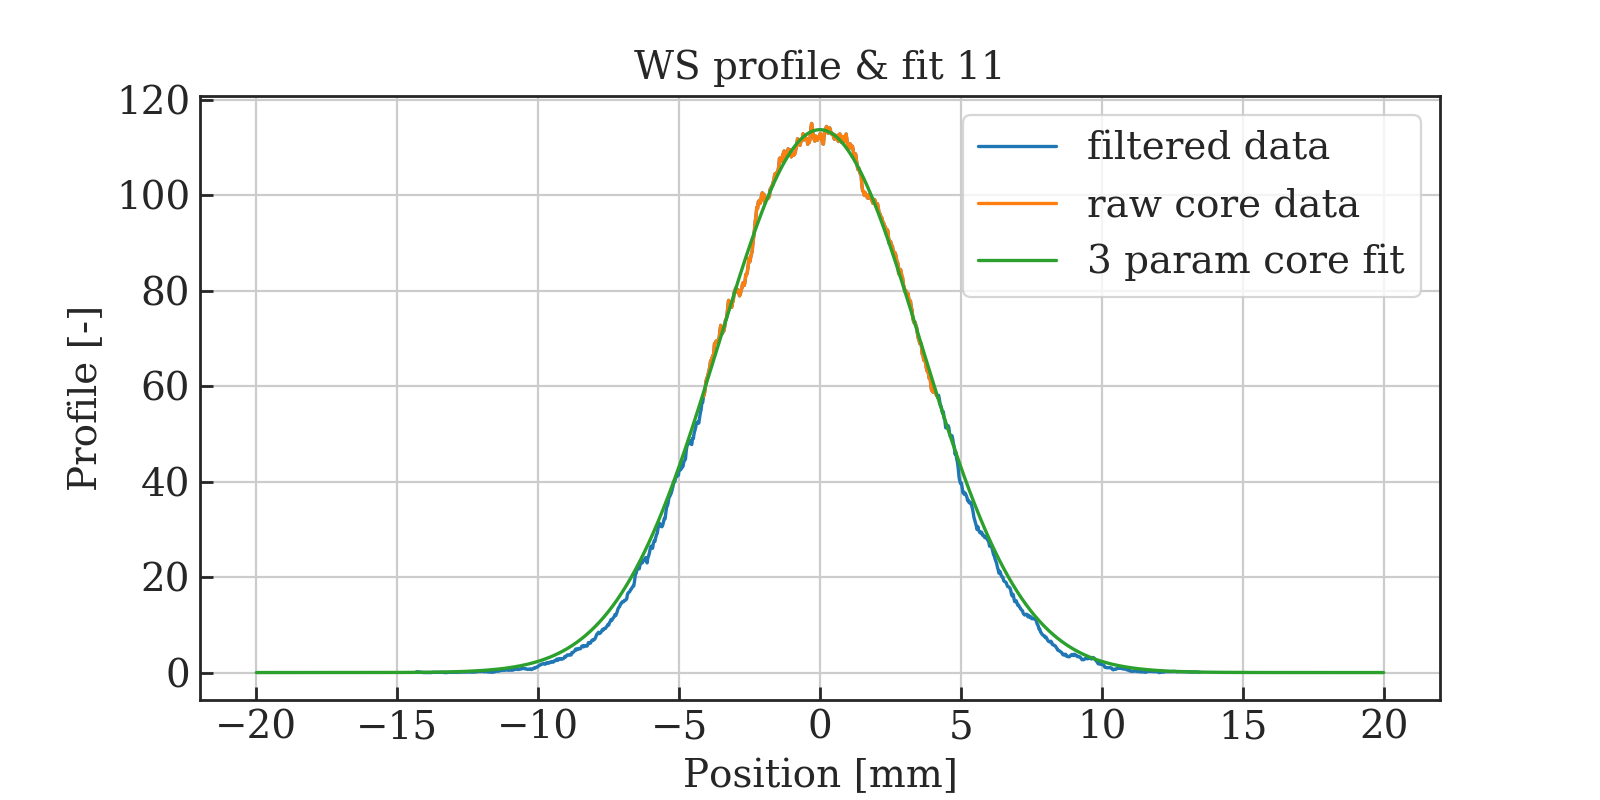 WS profile & fit 11
120
100
80
60
40
20
0
Profile [-]
filtered data
raw core data
3 param core fit
−20 −15 −10 −5 0 5 10 15 20
Position [mm]